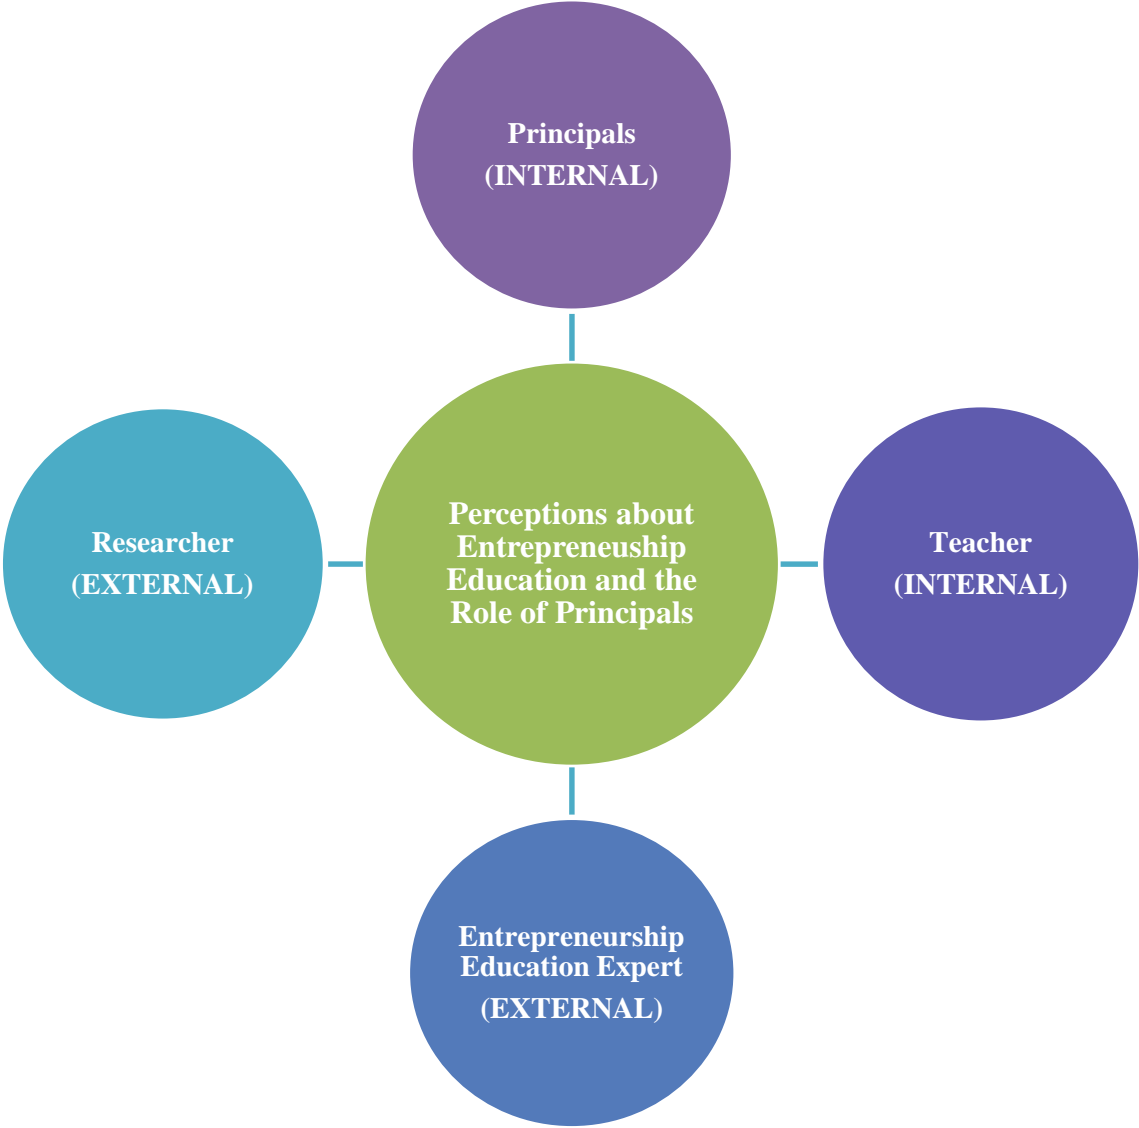 Principals
(INTERNAL)
Researcher
(EXTERNAL)
Perceptions about
Entrepreneuship
Education and the
Role of Principals
Teacher
(INTERNAL)
Entrepreneurship
Education Expert
(EXTERNAL)